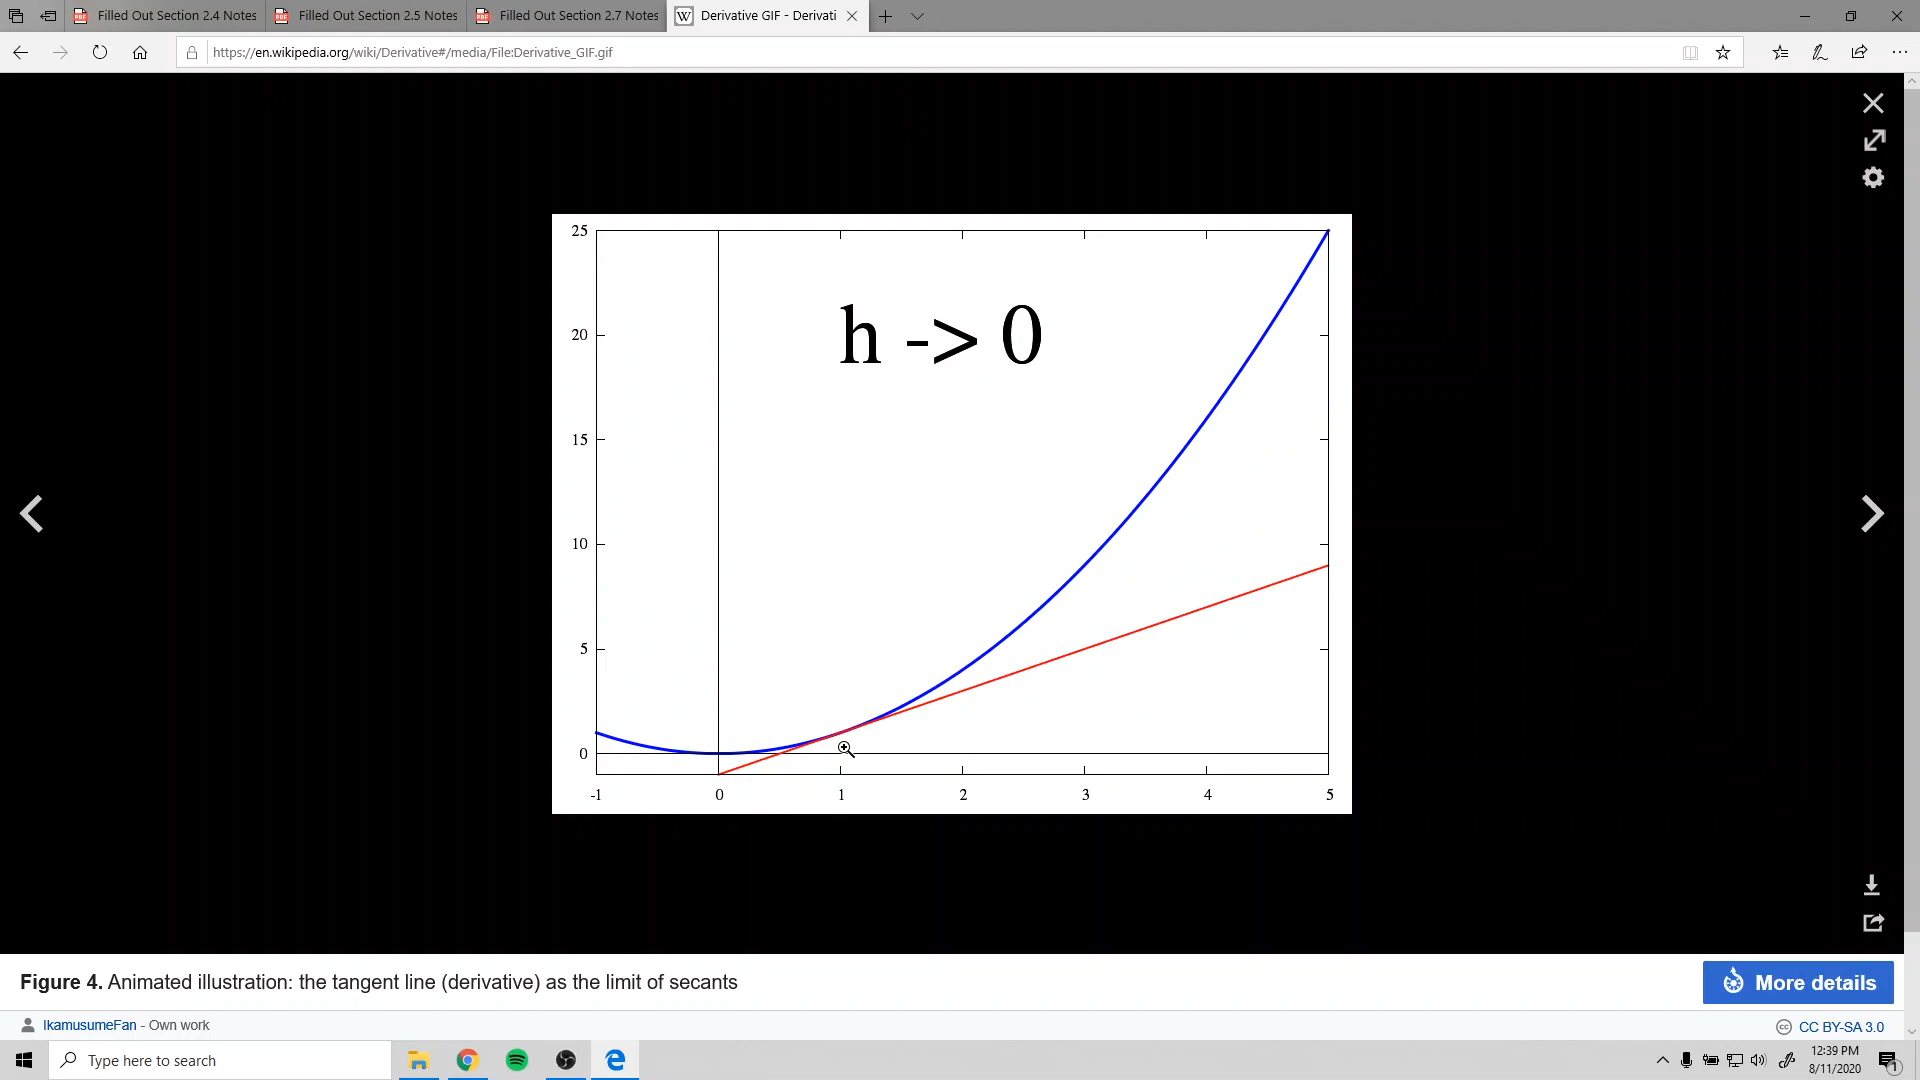 Filled Out Section 2.4 Notes
Filled Out Section 2.5 Notes
Filled Out Section 2.7 Notes
W Derivative GIF - Derivati
https://en.wikipedia.org/wiki/Derivative#/media/File:Derivative_GIF.gif
h -> 0
25
20
15
10
5
0
-1 0 1 2 3 4 5
Figure 4. Animated illustration: the tangent line (derivative) as the limit of secants
More details
IkamusumeFan - Own work
cc CC BY-SA 3.0
Type here to search
12:39 PM
8/11/2020
1